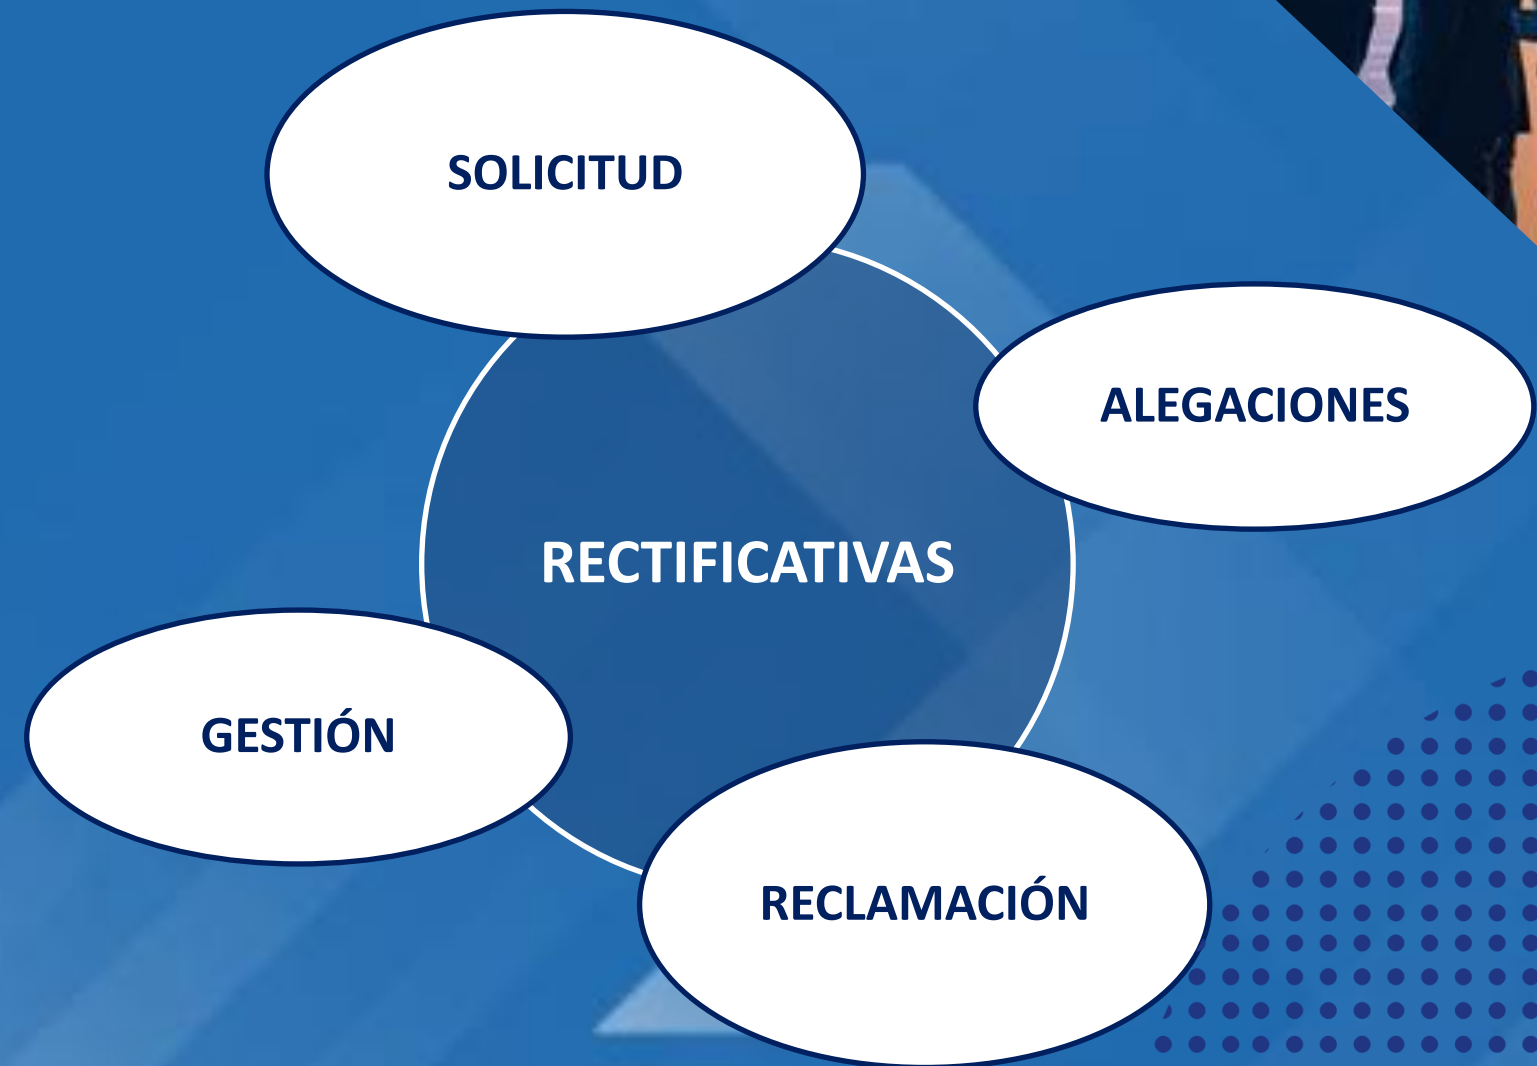 SOLICITUD
ALEGACIONES
RECTIFICATIVAS
GESTIÓN
RECLAMACIÓN